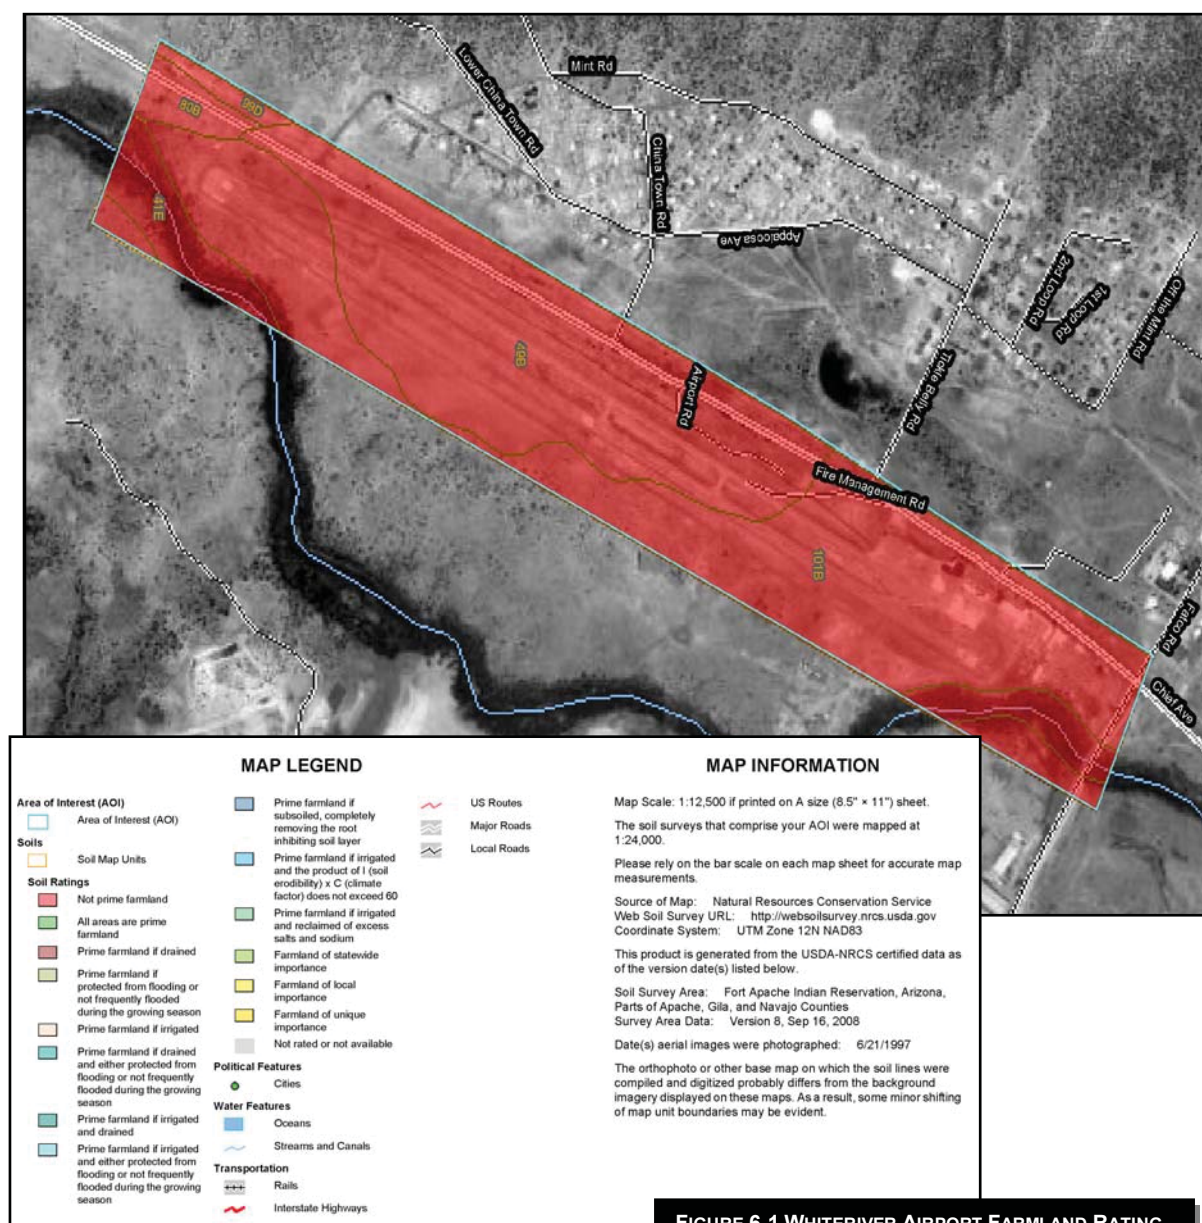 Mint Rd
Lower China Town Rd
China Town Rd
Appaloosa Ave
80B
99D
41E
49B
101B
2nd Loop Rd
1st Loop Rd
Off the Mint Rd
Tickle Belly Rd
Airport Rd
Fire Management Rd
Fatco Rd
Chief Ave
MAP LEGEND
Area of Interest (AOI)
Area of Interest (AOI)
Soils
Soil Map Units
Soil Ratings
Not prime farmland
All areas are prime
farmland
Prime farmland if drained
Prime farmland if
protected from flooding or
not frequently flooded
during the growing season
Prime farmland if irrigated
Prime farmland if drained
and either protected from
flooding or not frequently
flooded during the growing
season
Prime farmland if irrigated
and drained
Prime farmland if irrigated
and either protected from
flooding or not frequently
flooded during the growing
season
Prime farmland if
subsoiled, completely
removing the root
inhibiting soil layer
Prime farmland if irrigated
and the product of I (soil
erodibility) x C (climate
factor) does not exceed 60
Prime farmland if irrigated
and reclaimed of excess
salts and sodium
Farmland of statewide
importance
Farmland of local
importance
Farmland of unique
importance
Not rated or not available
Political Features
Cities
Water Features
Oceans
Streams and Canals
Transportation
Rails
Interstate Highways
US Routes
Major Roads
Local Roads
MAP INFORMATION
Map Scale: 1:12,500 if printed on A size (8.5" × 11") sheet.
The soil surveys that comprise your AOI were mapped at
1:24,000.
Please rely on the bar scale on each map sheet for accurate map
measurements.
Source of Map: Natural Resources Conservation Service
Web Soil Survey URL: http://websoilsurvey.nrcs.usda.gov
Coordinate System: UTM Zone 12N NAD83
This product is generated from the USDA-NRCS certified data as
of the version date(s) listed below.
Soil Survey Area: Fort Apache Indian Reservation, Arizona,
Parts of Apache, Gila, and Navajo Counties
Survey Area Data: Version 8, Sep 16, 2008
Date(s) aerial images were photographed: 6/21/1997
The orthophoto or other base map on which the soil lines were
compiled and digitized probably differs from the background
imagery displayed on these maps. As a result, some minor shifting
of map unit boundaries may be evident.
FIGURE 6-1 WHITERIVER AIRPORT FARMLAND RATING